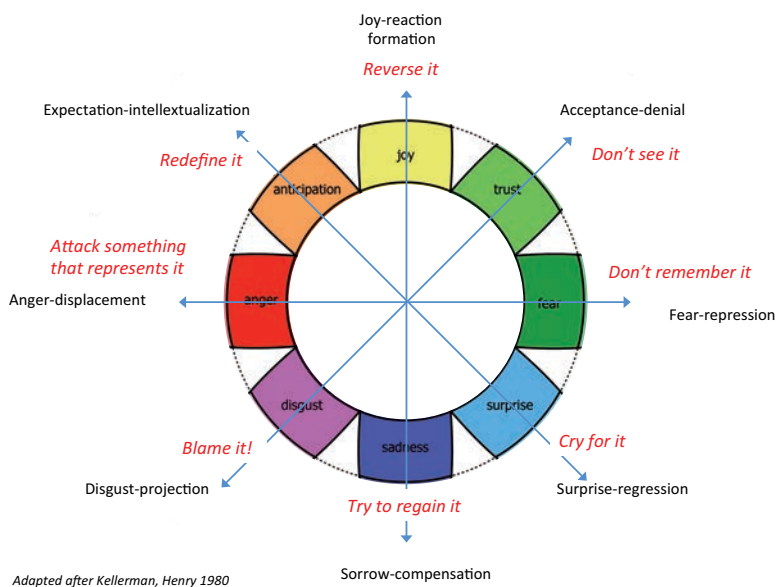 Joy-reaction
formation
Reverse it
Expectation-intellextualization
Acceptance-denial
Redefine it
Don't see it
joy
anticipation
trust
Attack something
that represents it
Don't remember it
Anger-displacement
anger
fear
Fear-repression
disgust
surprise
Blame it!
sadness
Cry for it
Disgust-projection
Surprise-regression
Try to regain it
Sorrow-compensation
Adapted after Kellerman, Henry 1980